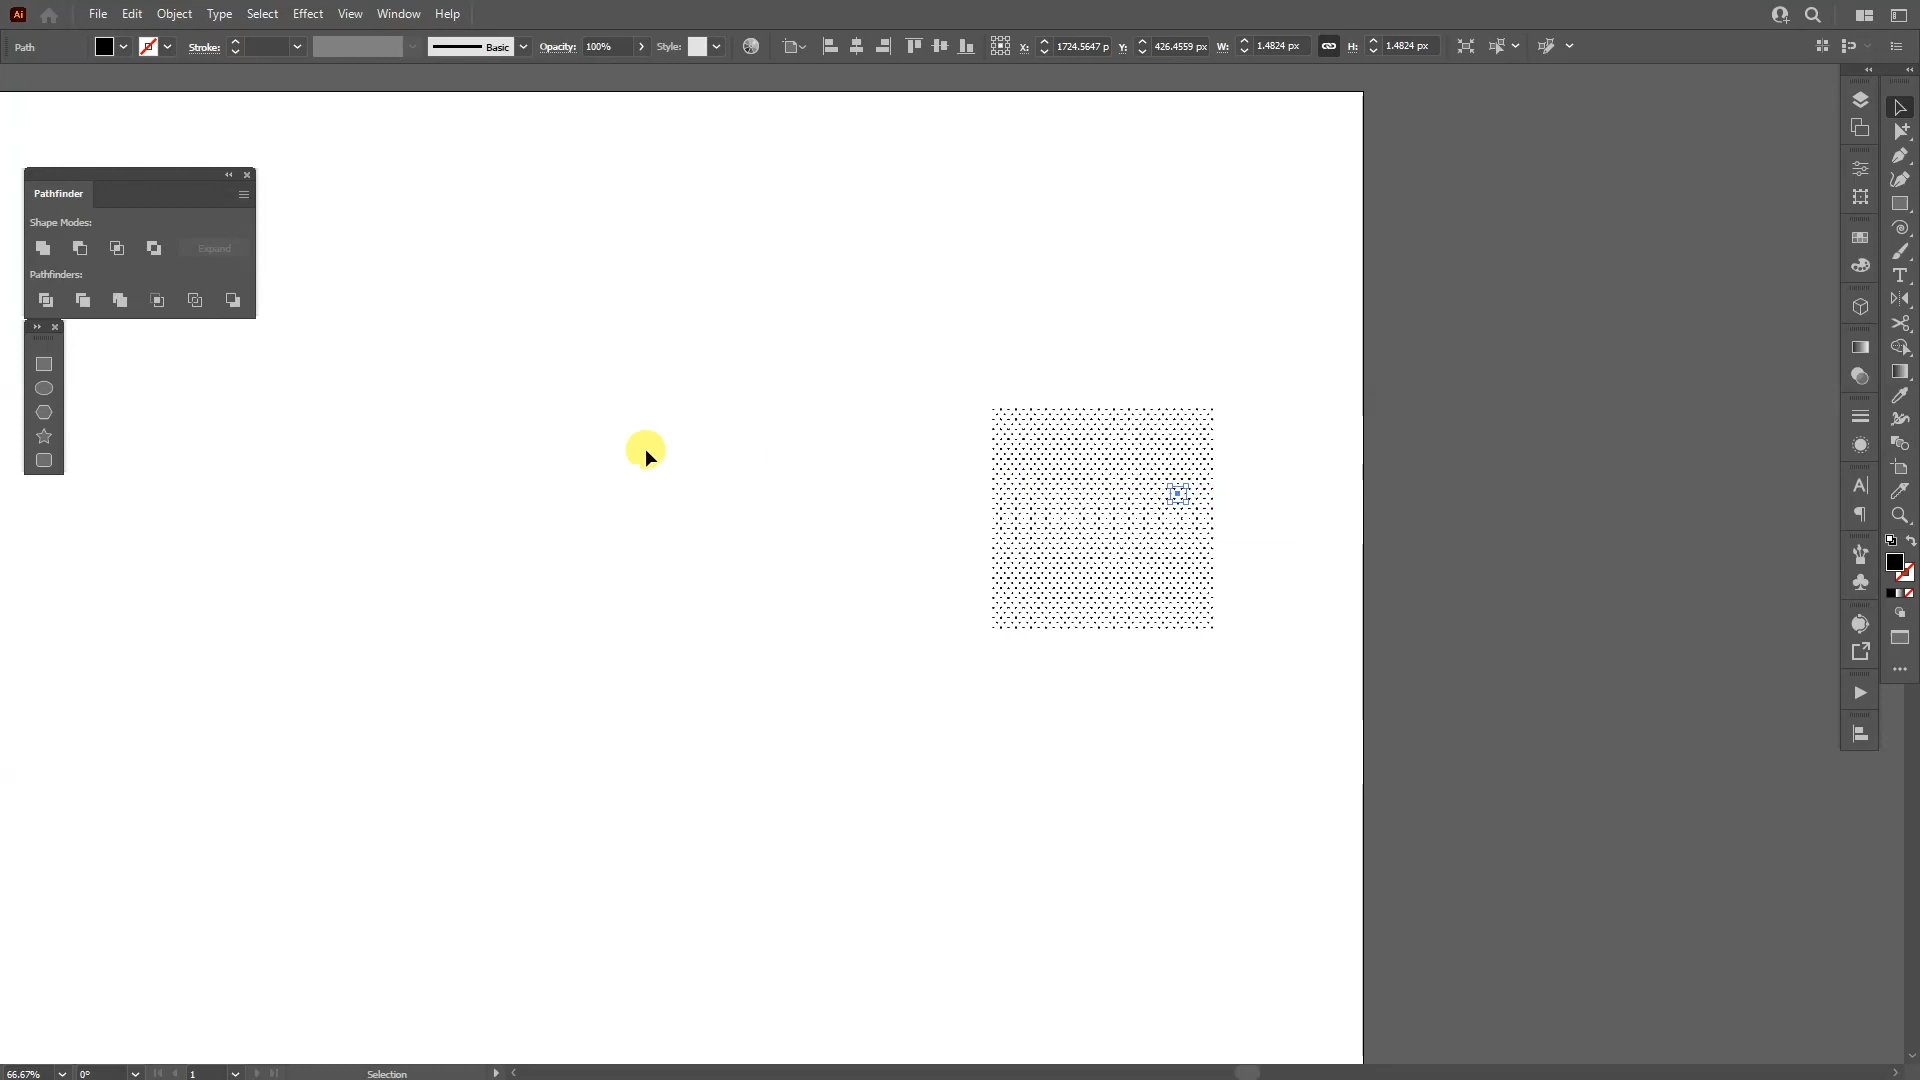 Ai File Edit Object Type Select Effect View Window Help
Path Stroke: Basic Opacity: 100% Style: X: 1724.5647 p Y: 426.4559 px W: 1.4824 px H: 1.4824 px
Pathfinder
Shape Modes:
Expand
Pathfinders:
66.67% 0° 1 Selection